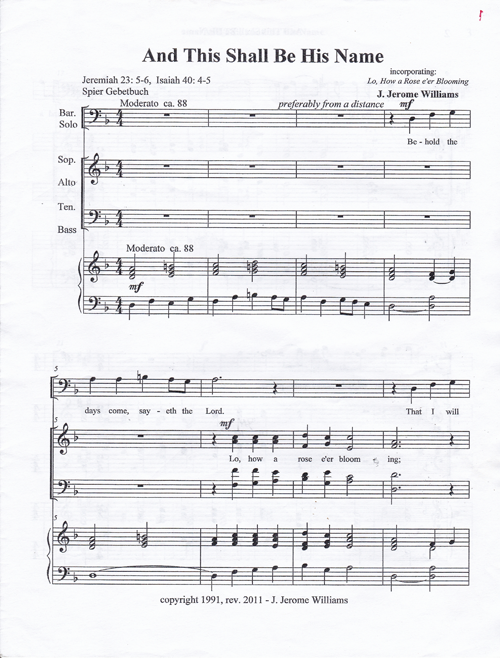 And This Shall Be His Name
Jeremiah 23: 5-6, Isaiah 40: 4-5
Spier Gebetbuch
incorporating:
Lo, How a Rose e'er Blooming
J. Jerome Williams
Moderato ca. 88
preferably from a distance
mf
Bar.
Solo
Be - hold the
Sop.
Alto
Ten.
Bass
Moderato ca. 88
mf
5
days come, say - eth the Lord. That I will
5
mf
Lo, how a rose e'er bloom - ing;
5
copyright 1991, rev. 2011 - J. Jerome Williams